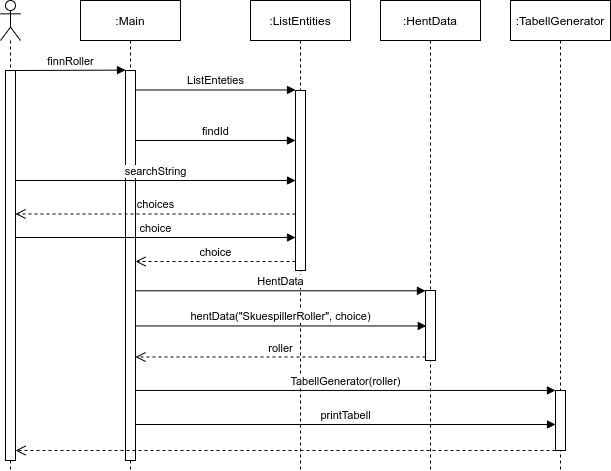 :Main
:ListEntities
:HentData
:TabellGenerator
finnRoller
ListEnteties
findId
searchString
choices
choice
choice
HentData
hentData("SkuespillerRoller", choice)
roller
TabellGenerator(roller)
printTabell